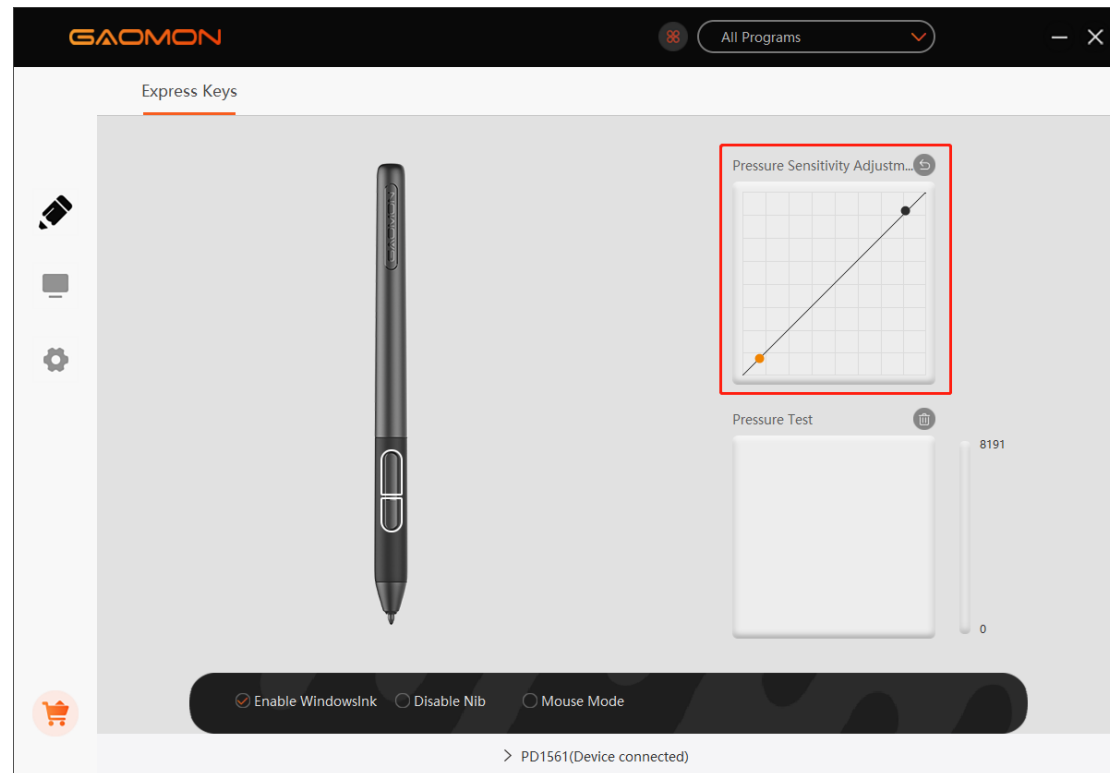 GAOMON
All Programs
Express Keys
Pressure Sensitivity Adjustm...
GAOMON
Pressure Test
8191
0
Enable WindowsInk
Disable Nib
Mouse Mode
PD1561(Device connected)